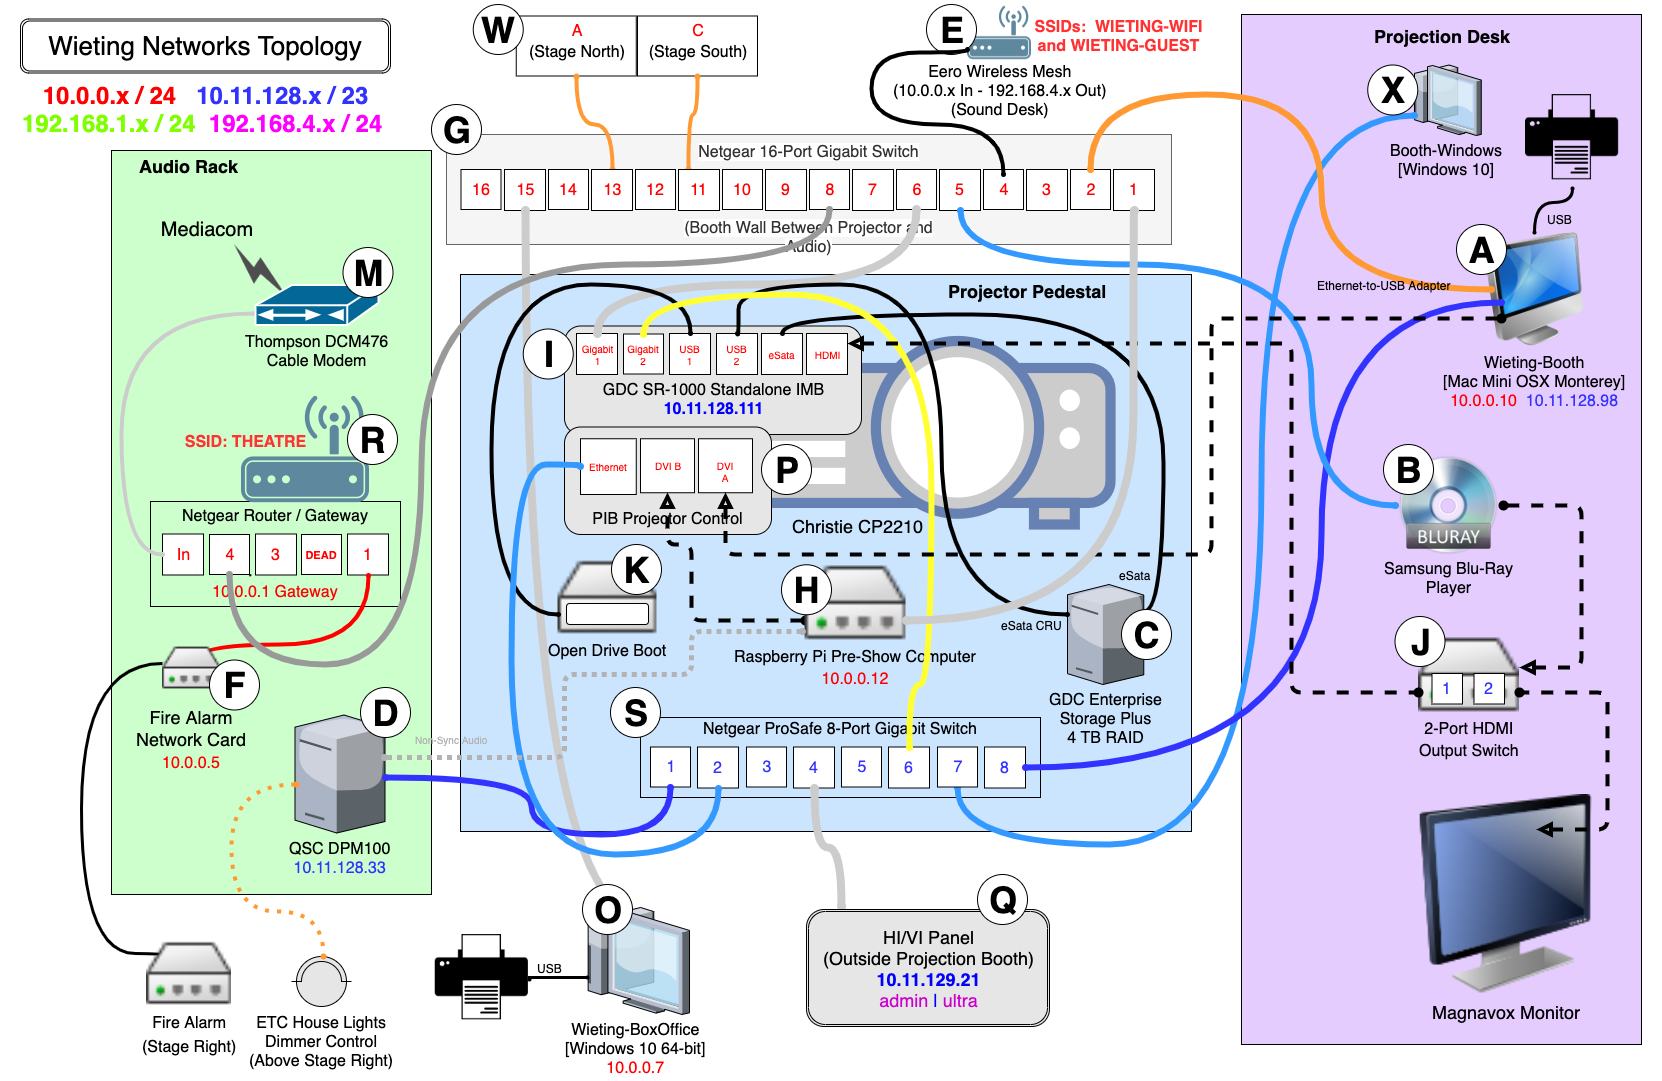 Wieting Networks Topology
10.0.0.x / 24 10.11.128.x / 23
192.168.1.x / 24 192.168.4.x / 24
W
A
(Stage North)
C
(Stage South)
E
SSIDs: WIETING-WIFI
and WIETING-GUEST
Eero Wireless Mesh
(10.0.0.x In - 192.168.4.x Out)
(Sound Desk)
G
Netgear 16-Port Gigabit Switch
16 15 14 13 12 11 10 9 8 7 6 5 4 3 2 1
(Booth Wall Between Projector and
Audio)
Audio Rack
Mediacom
M
Thompson DCM476
Cable Modem
SSID: THEATRE
R
Netgear Router / Gateway
In 4 3 DEAD 1
10.0.0.1 Gateway
F
Fire Alarm
Network Card
10.0.0.5
D
Non-Sync Audio
QSC DPM100
10.11.128.33
Fire Alarm
(Stage Right)
ETC House Lights
Dimmer Control
(Above Stage Right)
Projector Pedestal
I
Gigabit
1
Gigabit
2
USB
1
USB
2
eSata
HDMI
GDC SR-1000 Standalone IMB
10.11.128.111
P
Ethernet
DVI B
DVI
A
PIB Projector Control
Christie CP2210
K
Open Drive Boot
H
Raspberry Pi Pre-Show Computer
10.0.0.12
eSata
eSata CRU
C
GDC Enterprise
Storage Plus
4 TB RAID
S
Netgear ProSafe 8-Port Gigabit Switch
1 2 3 4 5 6 7 8
O
USB
Wieting-BoxOffice
[Windows 10 64-bit]
10.0.0.7
Q
HI/VI Panel
(Outside Projection Booth)
10.11.129.21
admin | ultra
Projection Desk
X
Booth-Windows
[Windows 10]
USB
A
Ethernet-to-USB Adapter
Wieting-Booth
[Mac Mini OSX Monterey]
10.0.0.10 10.11.128.98
B
BLURAY
Samsung Blu-Ray
Player
J
1 2
2-Port HDMI
Output Switch
Magnavox Monitor